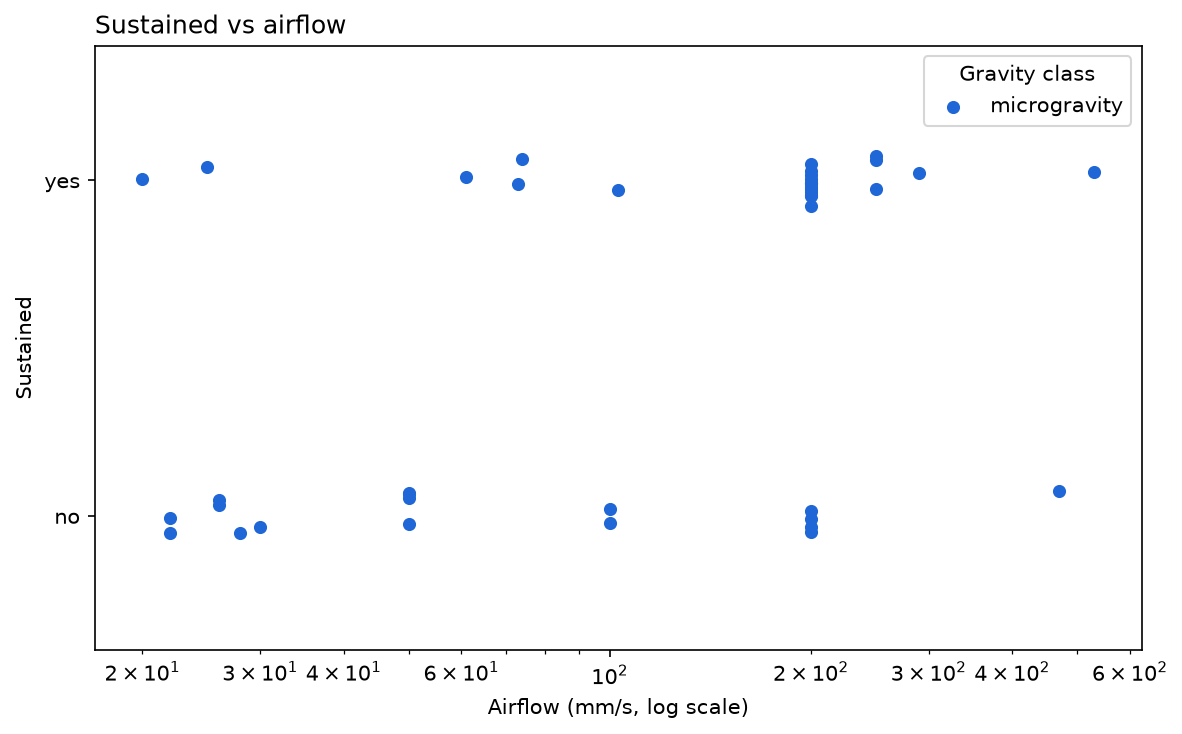 Sustained vs airflow
Gravity class
microgravity
yes
no
Sustained
2 × 10¹
3 × 10¹
4 × 10¹
6 × 10¹
10²
2 × 10²
3 × 10²
4 × 10²
6 × 10²
Airflow (mm/s, log scale)